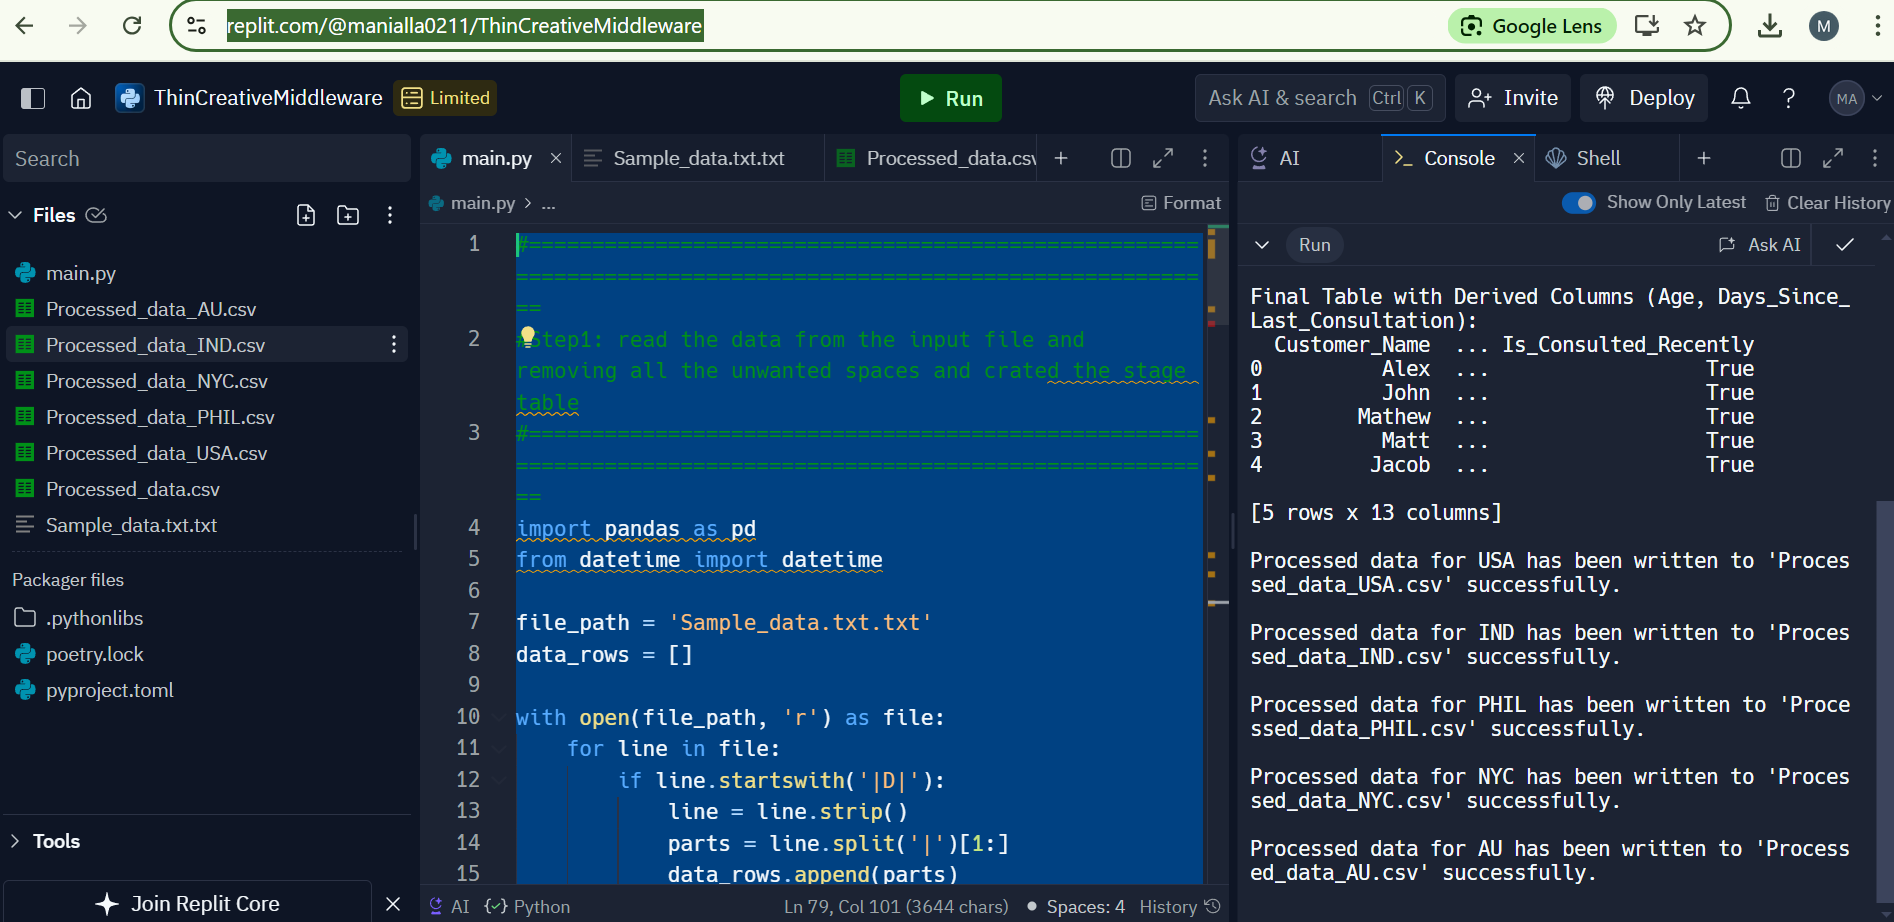 replit.com/@manialla0211/ThinCreativeMiddleware
Google Lens
M
ThinCreativeMiddleware
Limited
Run
Ask AI & search Ctrl K
Invite
Deploy
?
MA
Search
Files
main.py
Processed_data_AU.csv
Processed_data_IND.csv
Processed_data_NYC.csv
Processed_data_PHIL.csv
Processed_data_USA.csv
Processed_data.csv
Sample_data.txt.txt
Packager files
.pythonlibs
poetry.lock
pyproject.toml
Tools
Join Replit Core
main.py
Sample_data.txt.txt
Processed_data.csv
main.py > ...
Format
1 #=====================================================
======================================================
==
2 #Step1: read the data from the input file and
removing all the unwanted spaces and crated the stage
table
3 #=====================================================
======================================================
==
4 import pandas as pd
5 from datetime import datetime
6
7 file_path = 'Sample_data.txt.txt'
8 data_rows = []
9
10 with open(file_path, 'r') as file:
11 for line in file:
12 if line.startswith('|D|'):
13 line = line.strip()
14 parts = line.split('|')[1:]
15 data_rows.append(parts)
AI
Python
Ln 79, Col 101 (3644 chars)
Spaces: 4
History
AI
Console
Shell
Show Only Latest
Clear History
Run
Ask AI
Final Table with Derived Columns (Age, Days_Since_
Last_Consultation):
Customer_Name ... Is_Consulted_Recently
0 Alex ... True
1 John ... True
2 Mathew ... True
3 Matt ... True
4 Jacob ... True
[5 rows x 13 columns]
Processed data for USA has been written to 'Proces
sed_data_USA.csv' successfully.
Processed data for IND has been written to 'Proces
sed_data_IND.csv' successfully.
Processed data for PHIL has been written to 'Proce
ssed_data_PHIL.csv' successfully.
Processed data for NYC has been written to 'Proces
sed_data_NYC.csv' successfully.
Processed data for AU has been written to 'Process
ed_data_AU.csv' successfully.